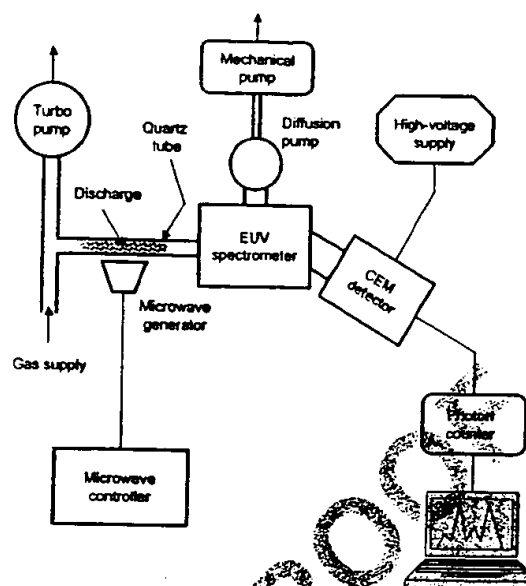 Mechanical
pump
Turbo
pump
Quartz
tube
Diffusion
pump
High-voltage
supply
Discharge
EUV
spectrometer
CEM
detector
Microwave
generator
Gas supply
Photon
counter
Microwave
controller